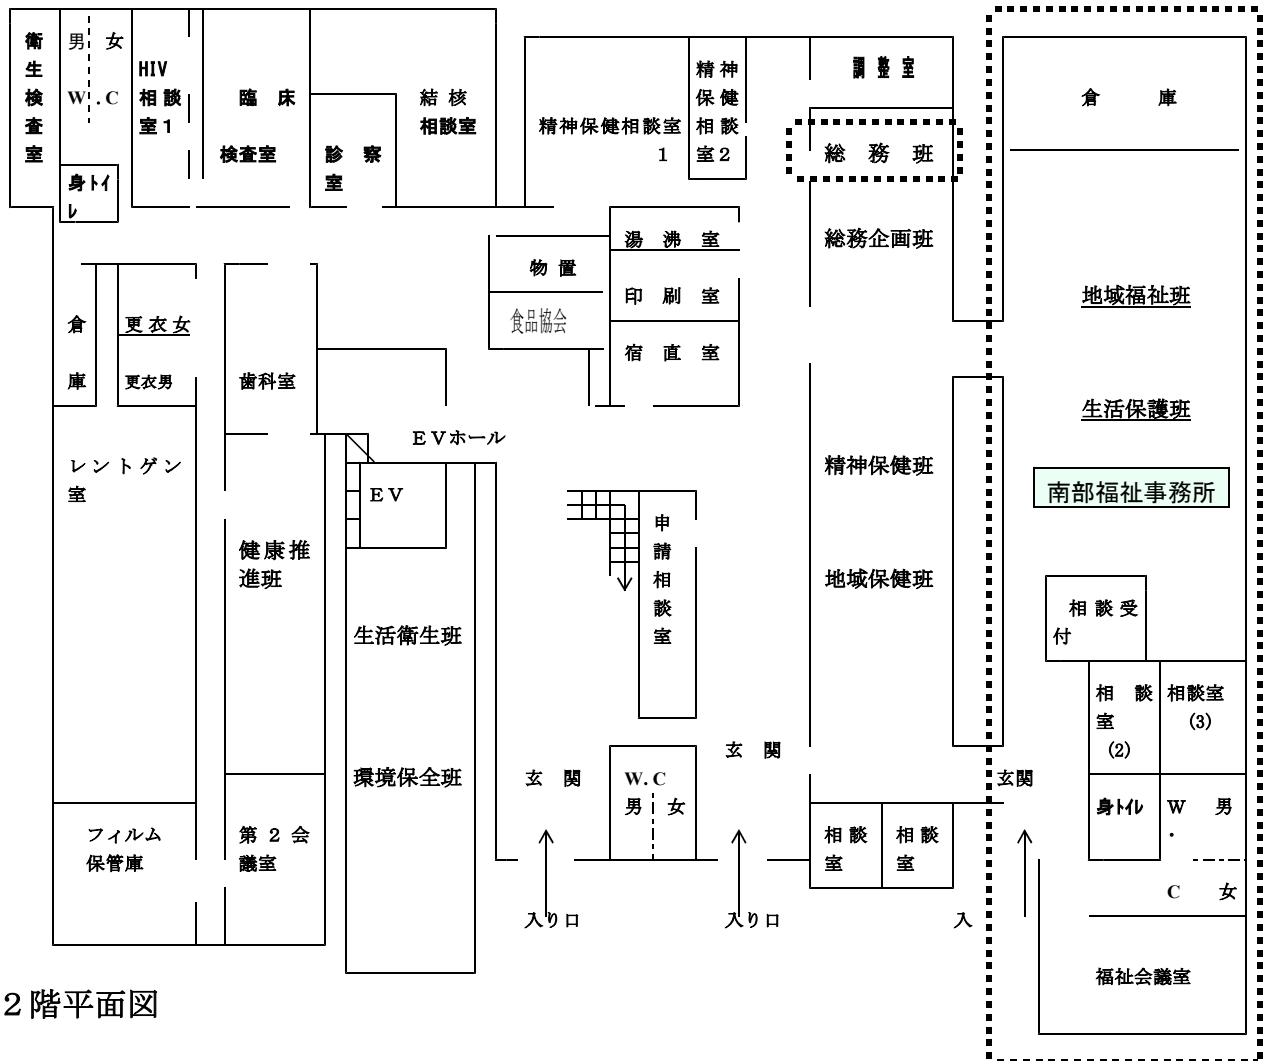 衛生検査室
男 女
W.C
身ﾄｲﾚ
HIV
相談
室1
臨 床
検査室
診 察
室
結核
相談室
精神保健相談室
1
精神
保健
相談
室2
調 整 室
総 務 班
総務企画班
湯 沸 室
印 刷 室
宿 直 室
物 置
食品協会
倉 庫
地域福祉班
生活保護班
南部福祉事務所
倉
庫
更衣女
更衣男
歯科室
EVホール
EV
レントゲン
室
健康推
進班
生活衛生班
環境保全班
申請相談室
精神保健班
地域保健班
相談受
付
相 談
室
(2)
相談室
(3)
フィルム
保管庫
第2会
議室
玄 関
W.C
男 女
玄 関
相談
室
相談
室
玄関
身ﾄｲﾚ
W 男
.
C 女
入り口
入り口
入
福祉会議室
2階平面図